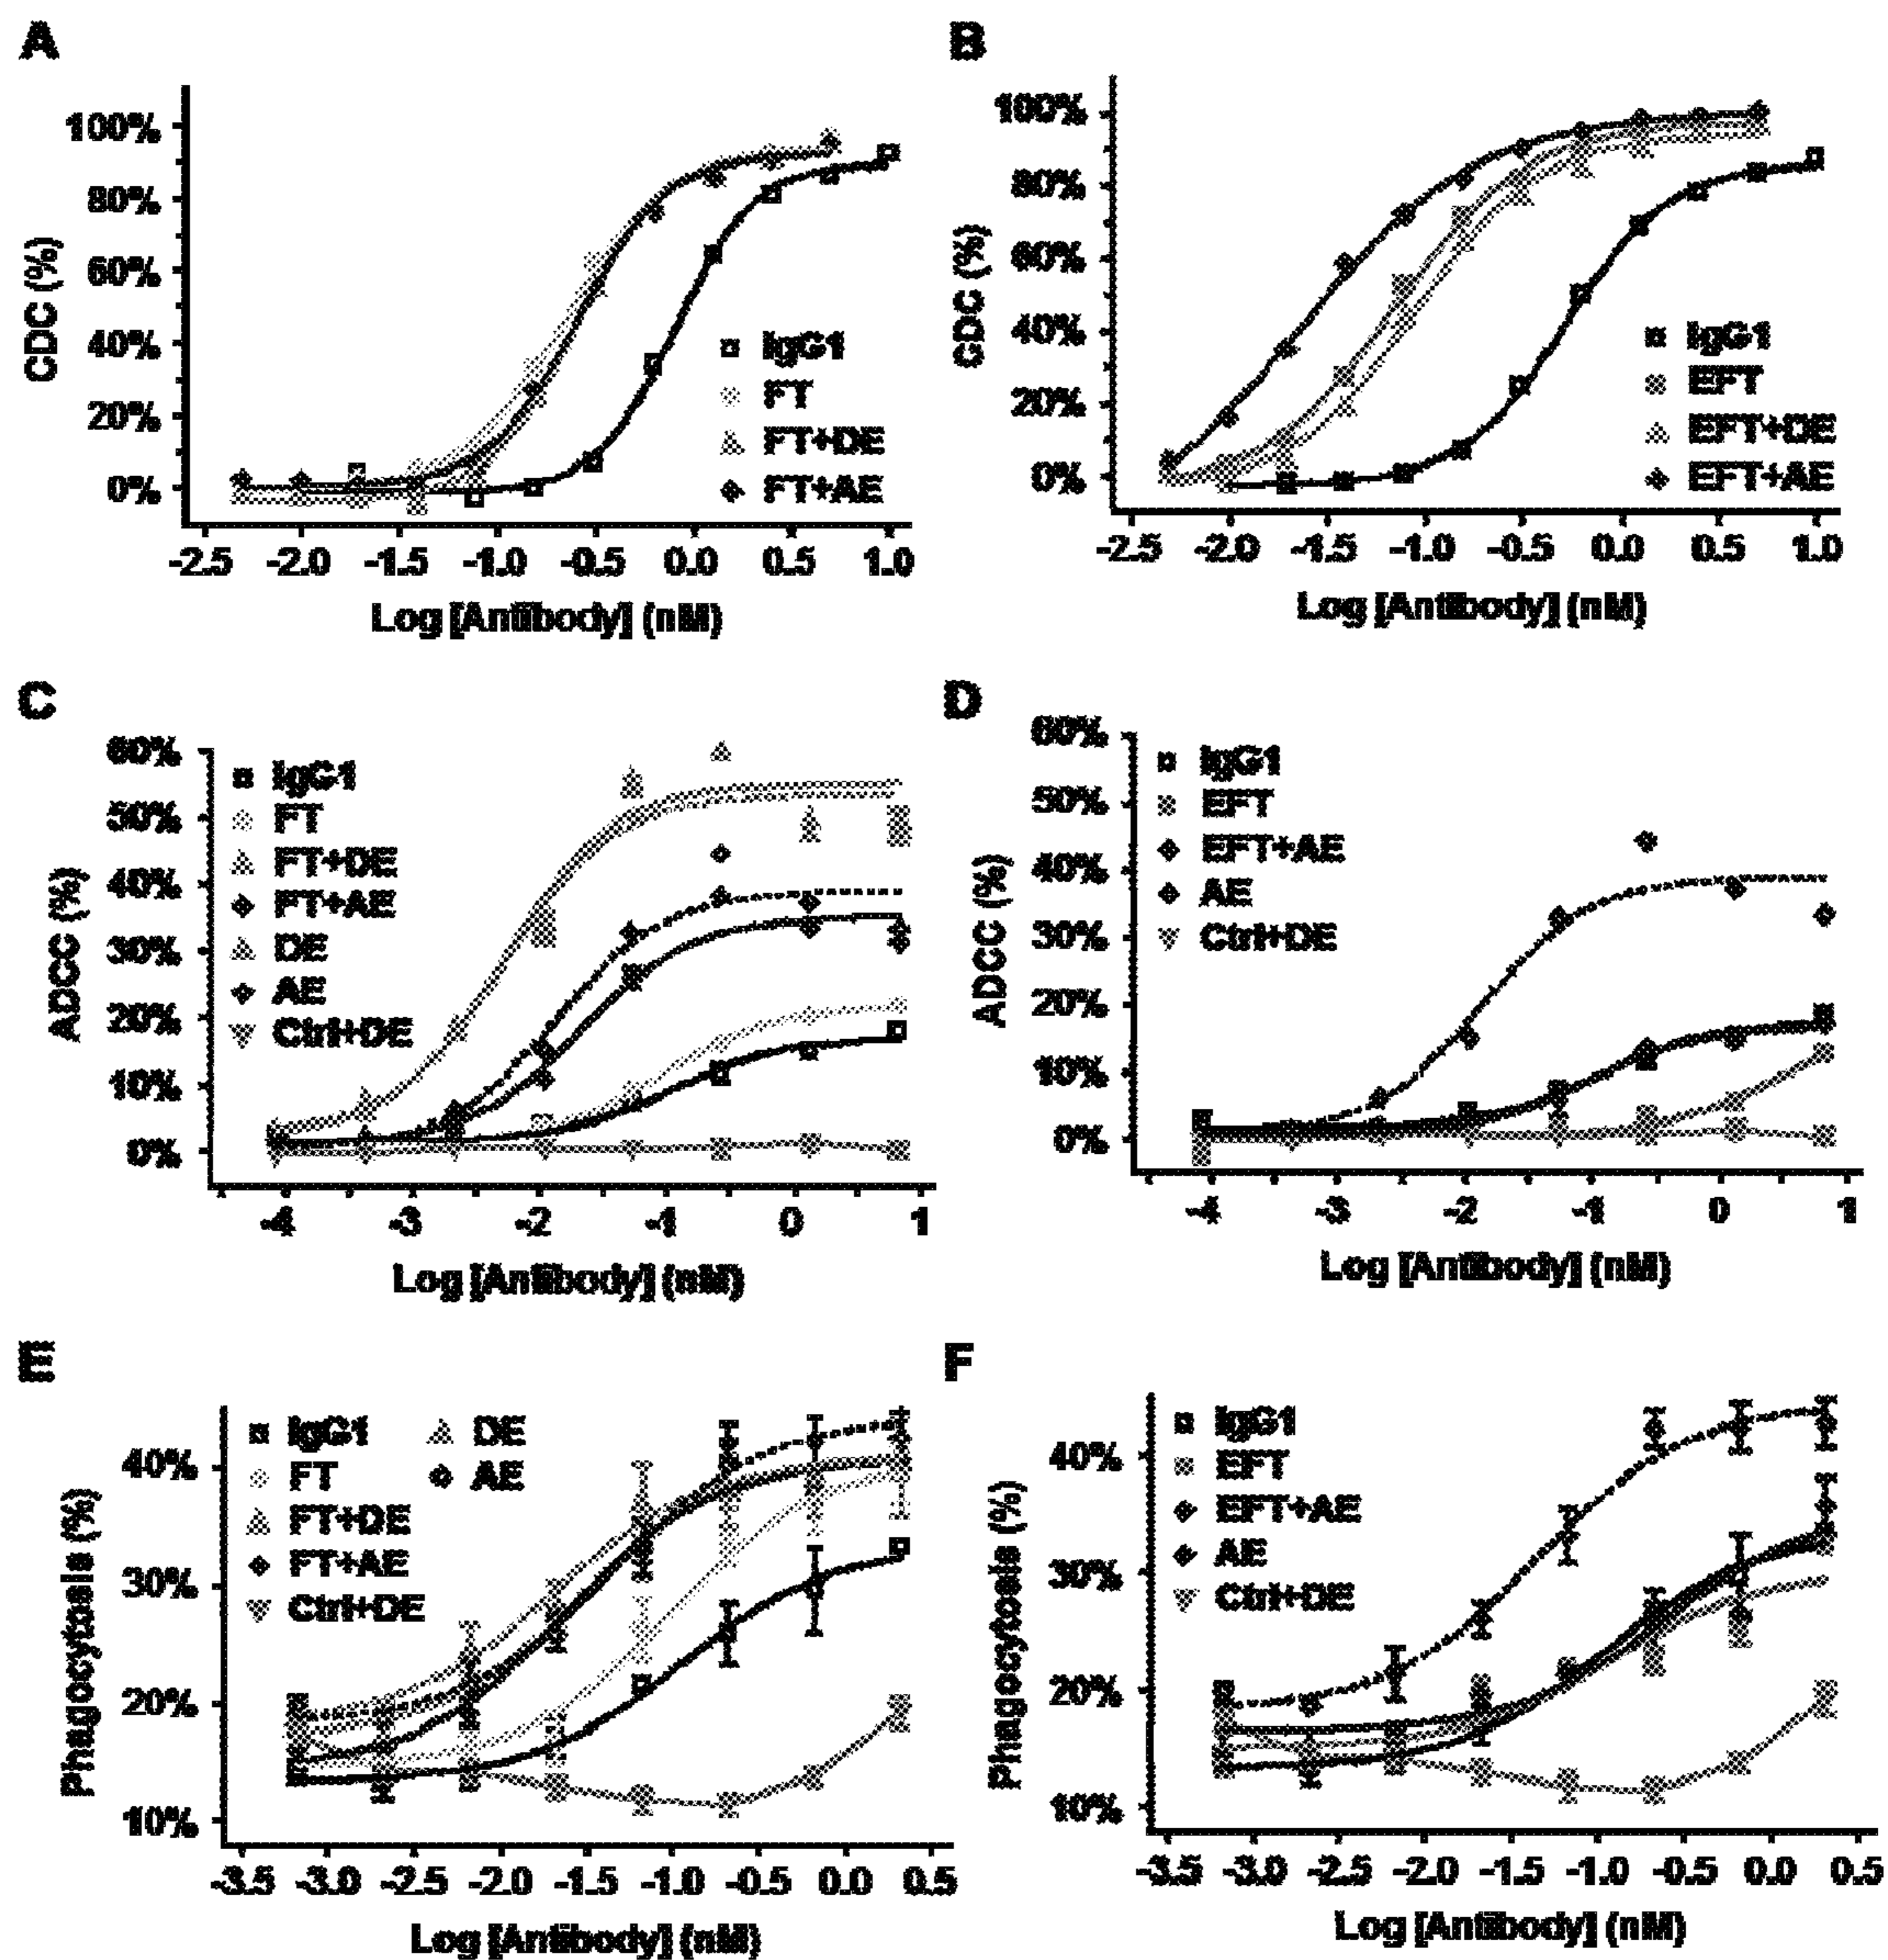 A
CDC (%)
100%
80%
60%
40%
20%
0%
IgG1
FT
FT+DE
FT+AE
-2.5 -2.0 -1.5 -1.0 -0.5 0.0 0.5 1.0
Log [Antibody] (nM)
B
CDC (%)
100%
80%
60%
40%
20%
0%
IgG1
EFT
EFT+DE
EFT+AE
-2.5 -2.0 -1.5 -1.0 -0.5 0.0 0.5 1.0
Log [Antibody] (nM)
C
ADCC (%)
60%
50%
40%
30%
20%
10%
0%
IgG1
FT
FT+DE
FT+AE
DE
AE
Ctrl+DE
-4 -3 -2 -1 0 1
Log [Antibody] (nM)
D
ADCC (%)
60%
50%
40%
30%
20%
10%
0%
IgG1
EFT
EFT+AE
AE
Ctrl+DE
-4 -3 -2 -1 0 1
Log [Antibody] (nM)
E
Phagocytosis (%)
40%
30%
20%
10%
IgG1 DE
FT AE
FT+DE
FT+AE
Ctrl+DE
-3.5 -3.0 -2.5 -2.0 -1.5 -1.0 -0.5 0.0 0.5
Log [Antibody] (nM)
F
Phagocytosis (%)
40%
30%
20%
10%
IgG1
EFT
EFT+AE
AE
Ctrl+DE
-3.5 -3.0 -2.5 -2.0 -1.5 -1.0 -0.5 0.0 0.5
Log [Antibody] (nM)